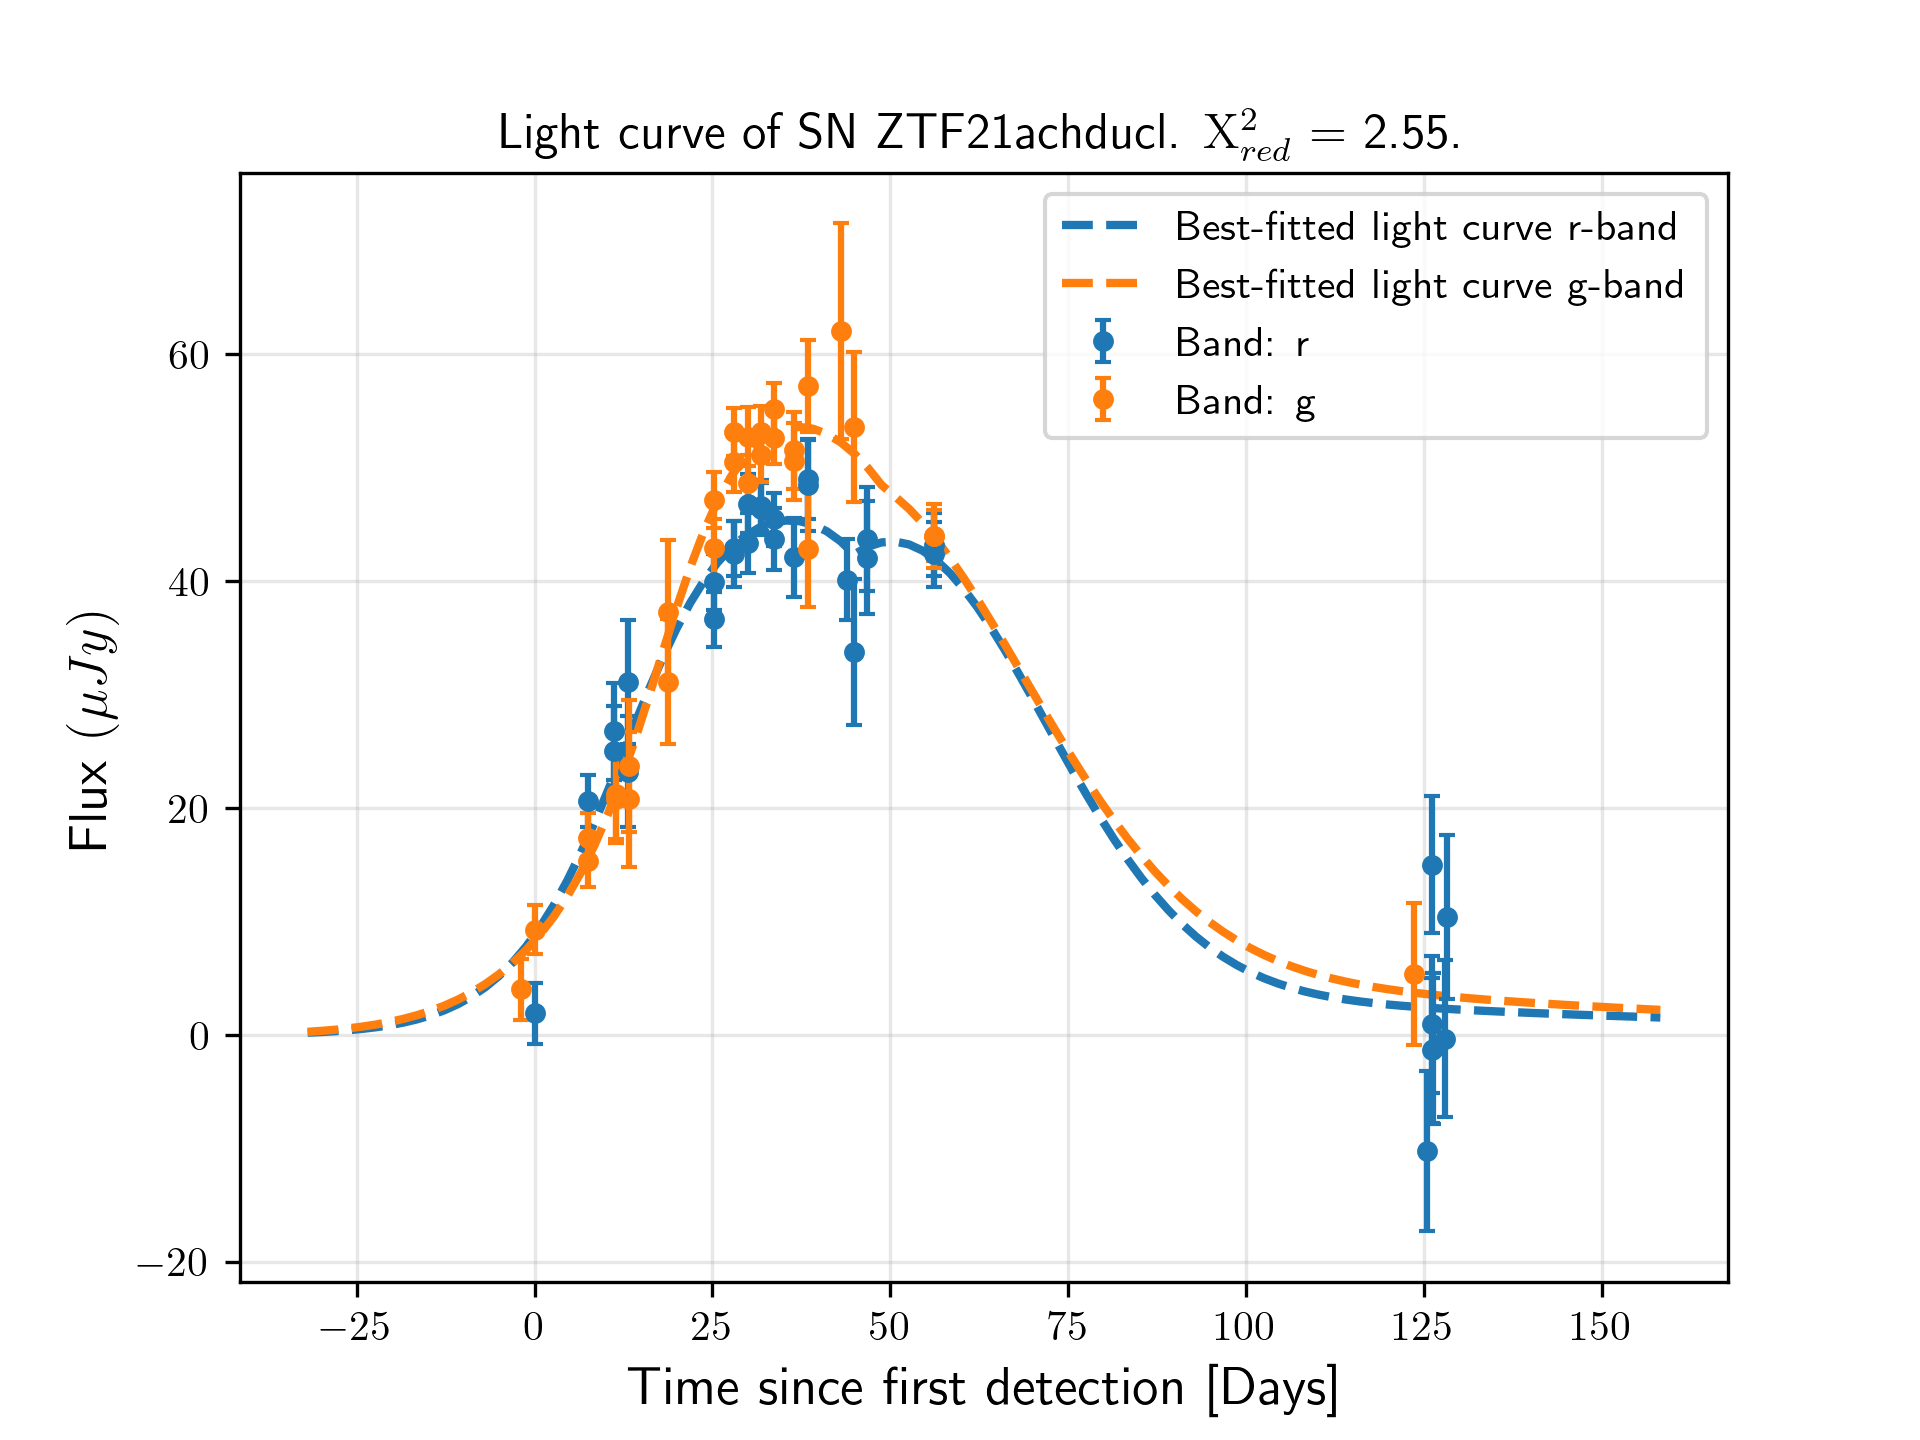 Light curve of SN ZTF21achducl. X²_red = 2.55.
Best-fitted light curve r-band
Best-fitted light curve g-band
Band: r
Band: g
Flux (μJy)
60
40
20
0
−20
−25 0 25 50 75 100 125 150
Time since first detection [Days]